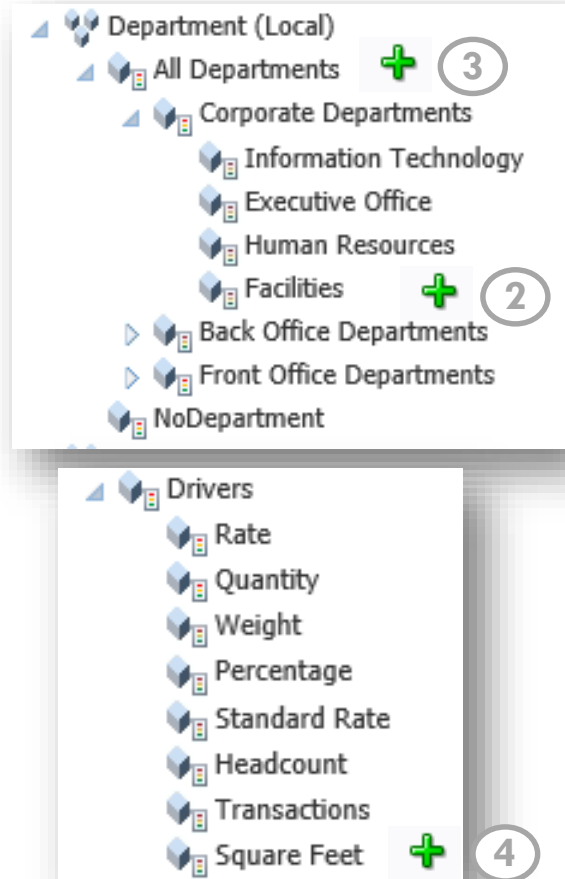 Department (Local)
All Departments 3
Corporate Departments
Information Technology
Executive Office
Human Resources
Facilities 2
Back Office Departments
Front Office Departments
NoDepartment
Drivers
Rate
Quantity
Weight
Percentage
Standard Rate
Headcount
Transactions
Square Feet 4